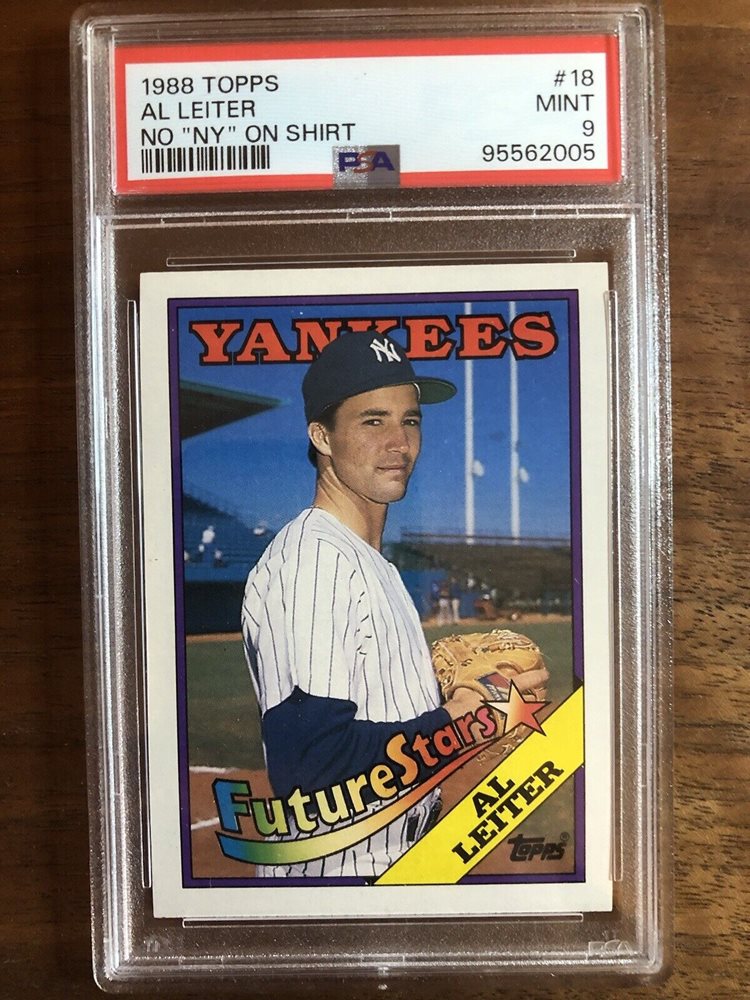 1988 TOPPS #18
AL LEITER MINT
NO "NY" ON SHIRT 9
PSA 95562005
YANKEES
NY
FutureStars
AL
LEITER
TOPPS®
PSA